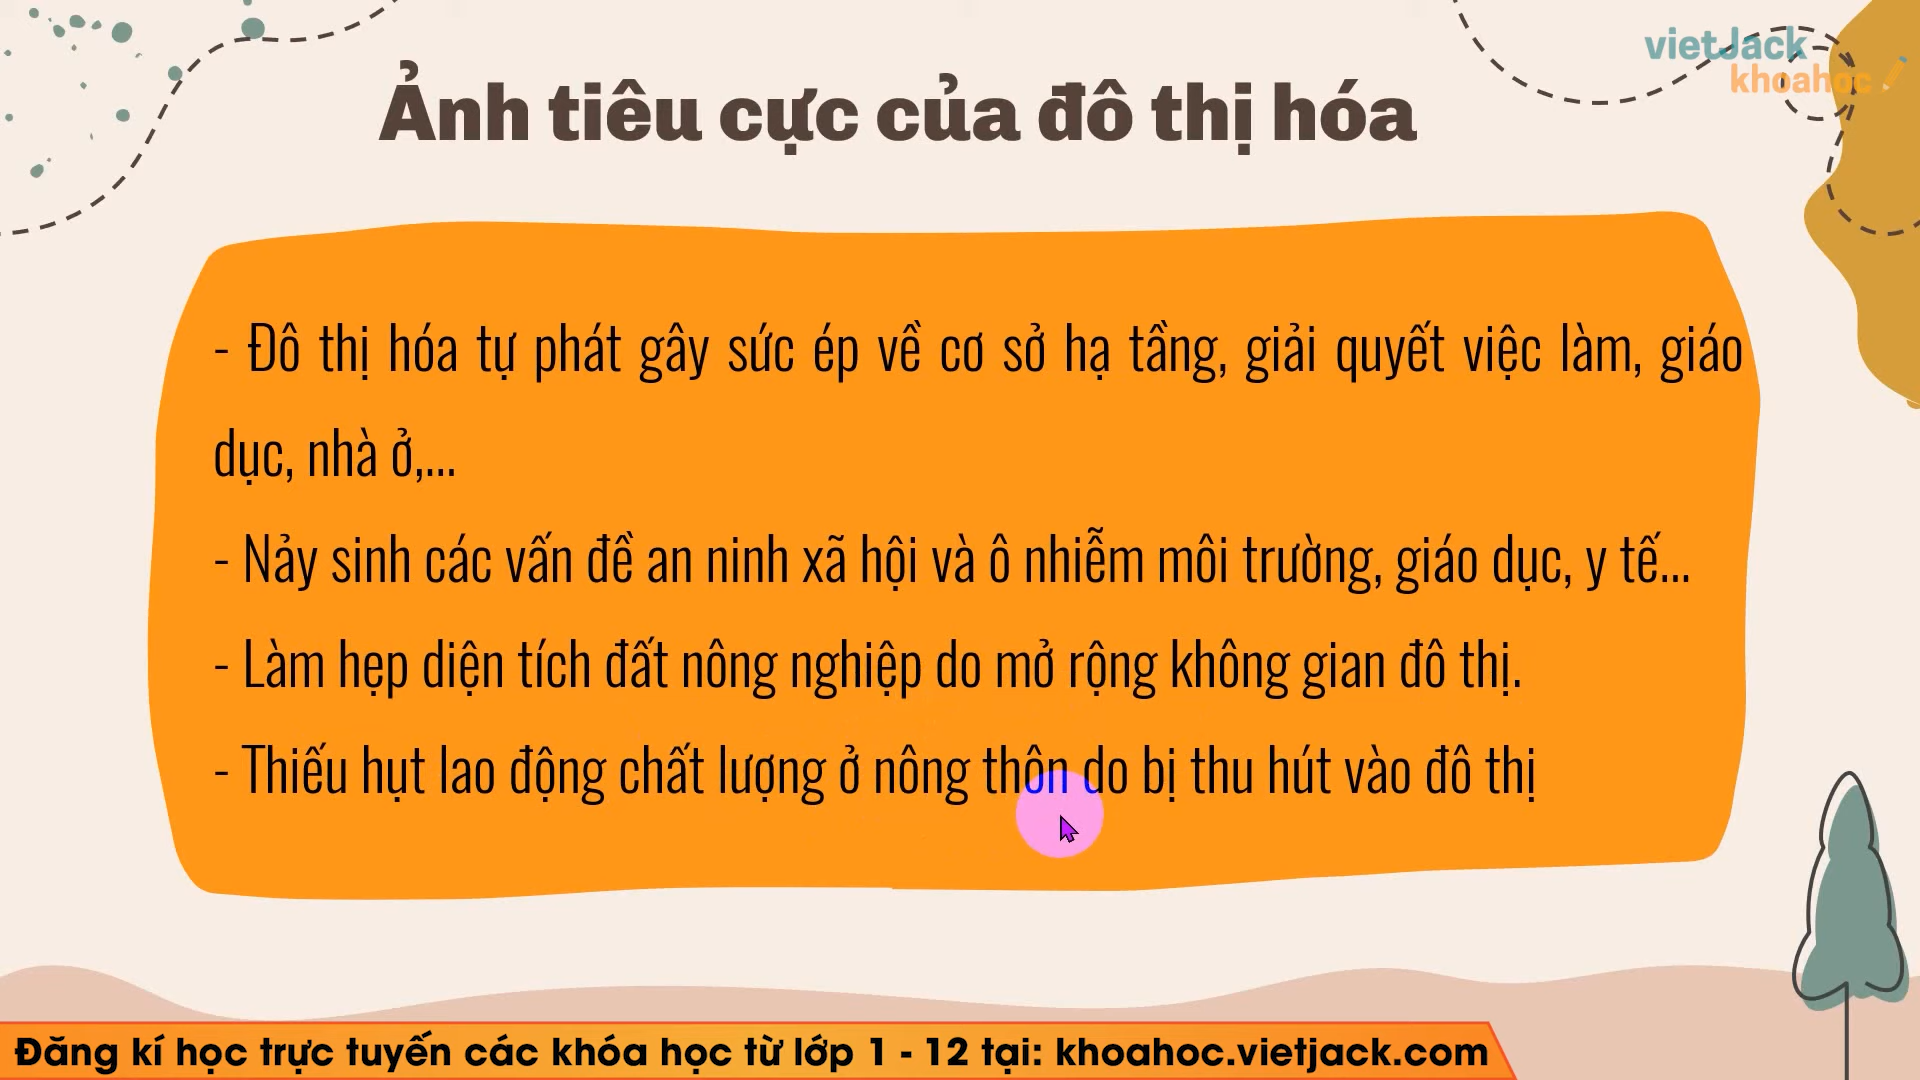 vietJack
khoahoc
Ảnh tiêu cực của đô thị hóa
- Đô thị hóa tự phát gây sức ép về cơ sở hạ tầng, giải quyết việc làm, giáo
dục, nhà ở,...
- Nảy sinh các vấn đề an ninh xã hội và ô nhiễm môi trường, giáo dục, y tế...
- Làm hẹp diện tích đất nông nghiệp do mở rộng không gian đô thị.
- Thiếu hụt lao động chất lượng ở nông thôn do bị thu hút vào đô thị
Đăng kí học trực tuyến các khóa học từ lớp 1 - 12 tại: khoahoc.vietjack.com